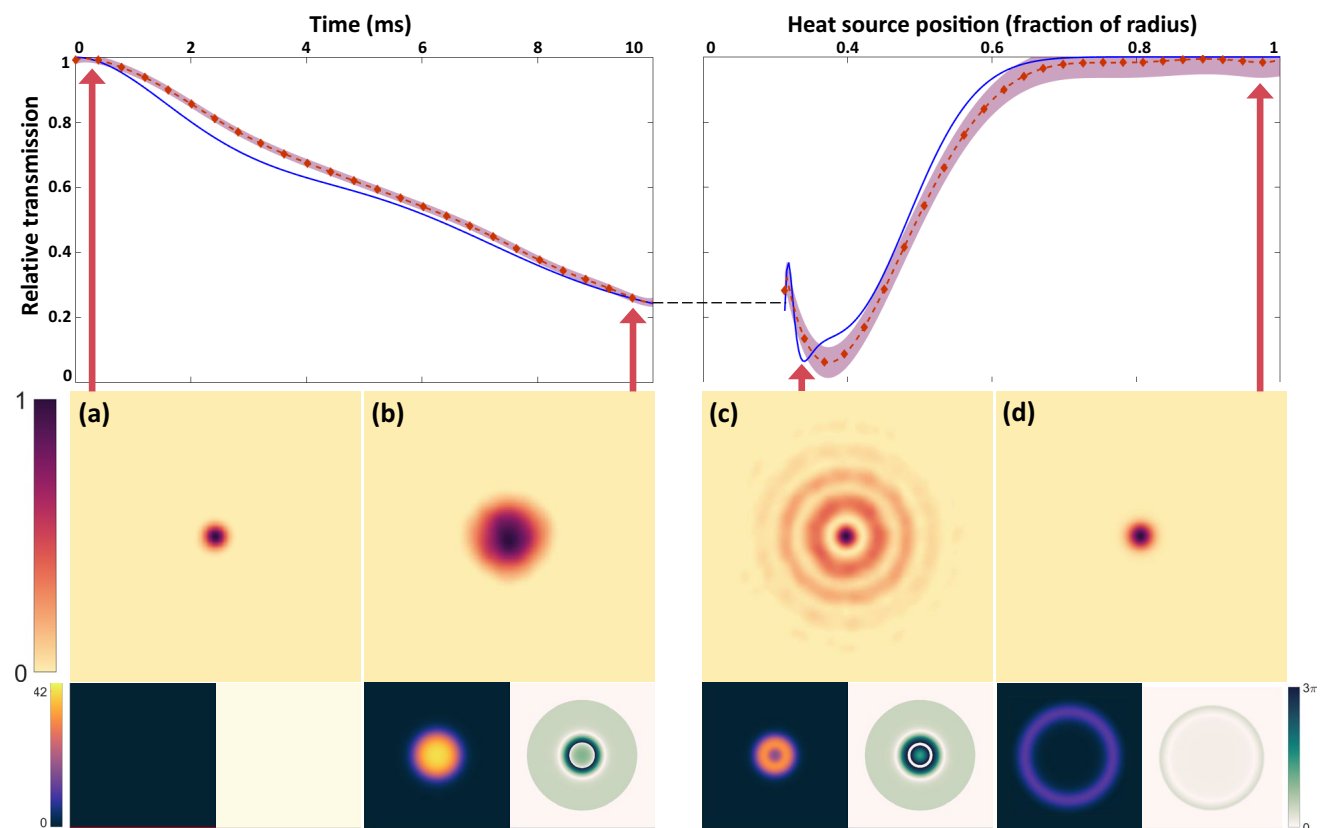 Time (ms)
Heat source position (fraction of radius)
0 2 4 6 8 10
0 0.4 0.6 0.8 1
Relative transmission
1
0.8
0.6
0.4
0.2
0
(a) (b) (c) (d)
1
0
42
0
3π
0